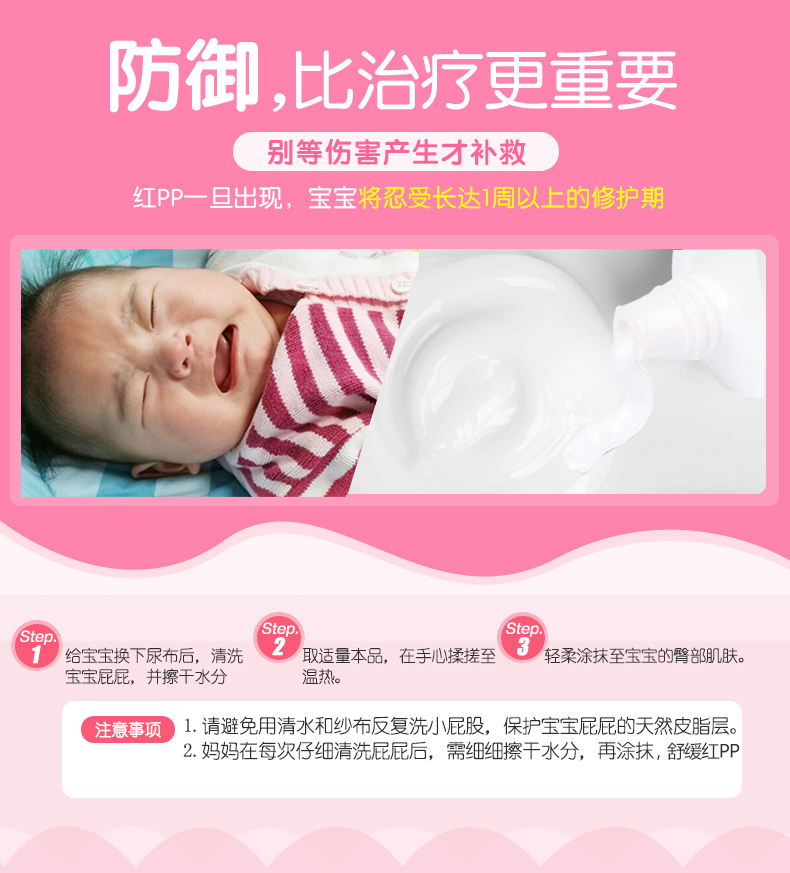 防御,比治疗更重要
别等伤害产生才补救
红PP一旦出现，宝宝将忍受长达1周以上的修护期
Step.
1
给宝宝换下尿布后，清洗
宝宝屁屁，并擦干水分
Step.
2
取适量本品，在手心揉搓至
温热。
Step.
3
轻柔涂抹至宝宝的臀部肌肤。
注意事项
1. 请避免用清水和纱布反复洗小屁股，保护宝宝屁屁的天然皮脂层。
2. 妈妈在每次仔细清洗屁屁后，需细细擦干水分，再涂抹, 舒缓红PP